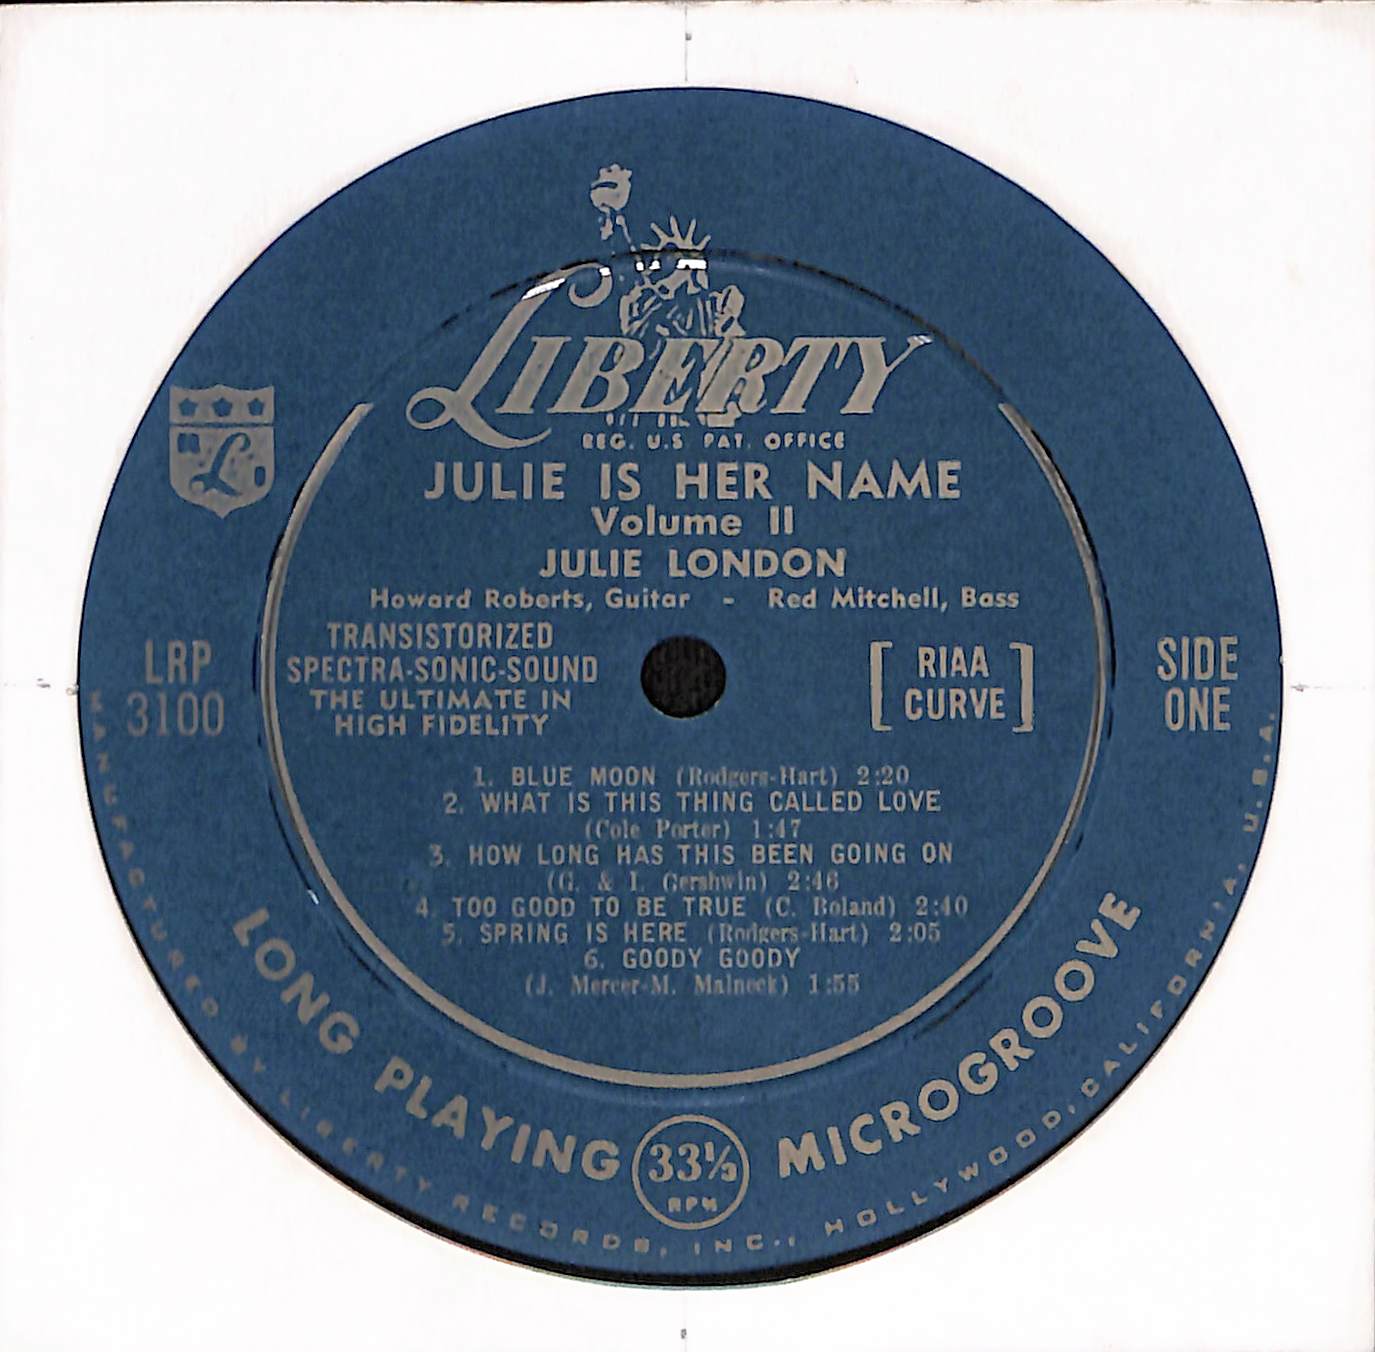 LIBERTY
REG. U.S. PAT. OFFICE
JULIE IS HER NAME
Volume II
JULIE LONDON
Howard Roberts, Guitar - Red Mitchell, Bass
TRANSISTORIZED
SPECTRA-SONIC-SOUND
THE ULTIMATE IN
HIGH FIDELITY
LRP
3100
[RIAA
CURVE]
SIDE
ONE
1. BLUE MOON (Rodgers-Hart) 2:20
2. WHAT IS THIS THING CALLED LOVE
(Cole Porter) 1:47
3. HOW LONG HAS THIS BEEN GOING ON
(G. & I. Gershwin) 2:46
4. TOO GOOD TO BE TRUE (C. Boland) 2:40
5. SPRING IS HERE (Rodgers-Hart) 2:05
6. GOODY GOODY
(J. Mercer-M. Malneck) 1:55
LONG PLAYING 33⅓ RPM MICROGROOVE
MANUFACTURED BY LIBERTY RECORDS, INC., HOLLYWOOD, CALIFORNIA, U.S.A.
L